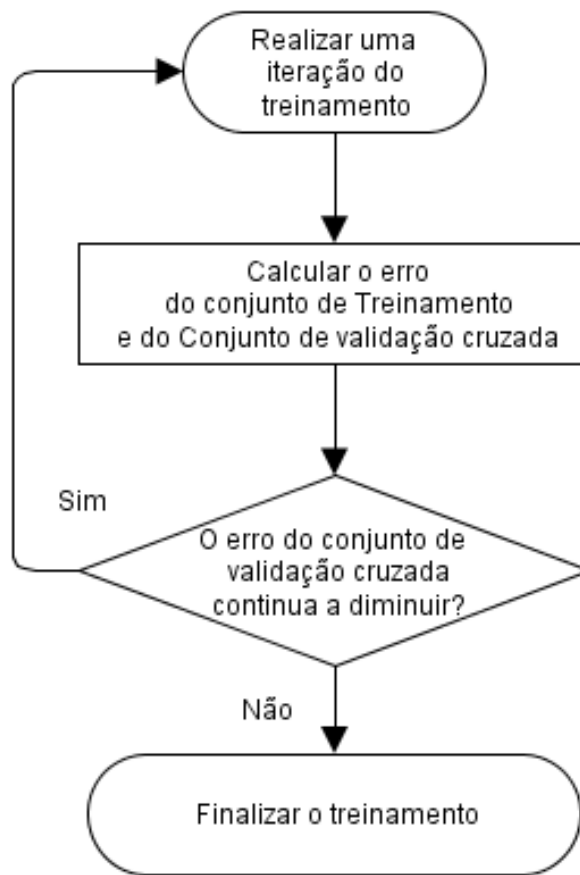 Realizar uma
iteração do
treinamento
Calcular o erro
do conjunto de Treinamento
e do Conjunto de validação cruzada
Sim
O erro do conjunto de
validação cruzada
continua a diminuir?
Não
Finalizar o treinamento